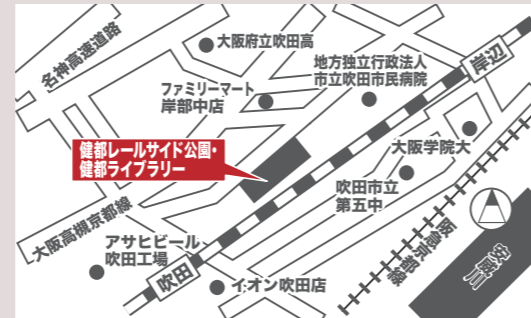 名神高速道路
大阪府立吹田高
地方独立行政法人
市立吹田市民病院
岸辺
ファミリーマート
岸部中店
健都レールサイド公園・
健都ライブラリー
大阪学院大
吹田市立
第五中
大阪高槻京都線
アサヒビール
吹田工場
吹田
イオン吹田店
阪急京都線
安威川